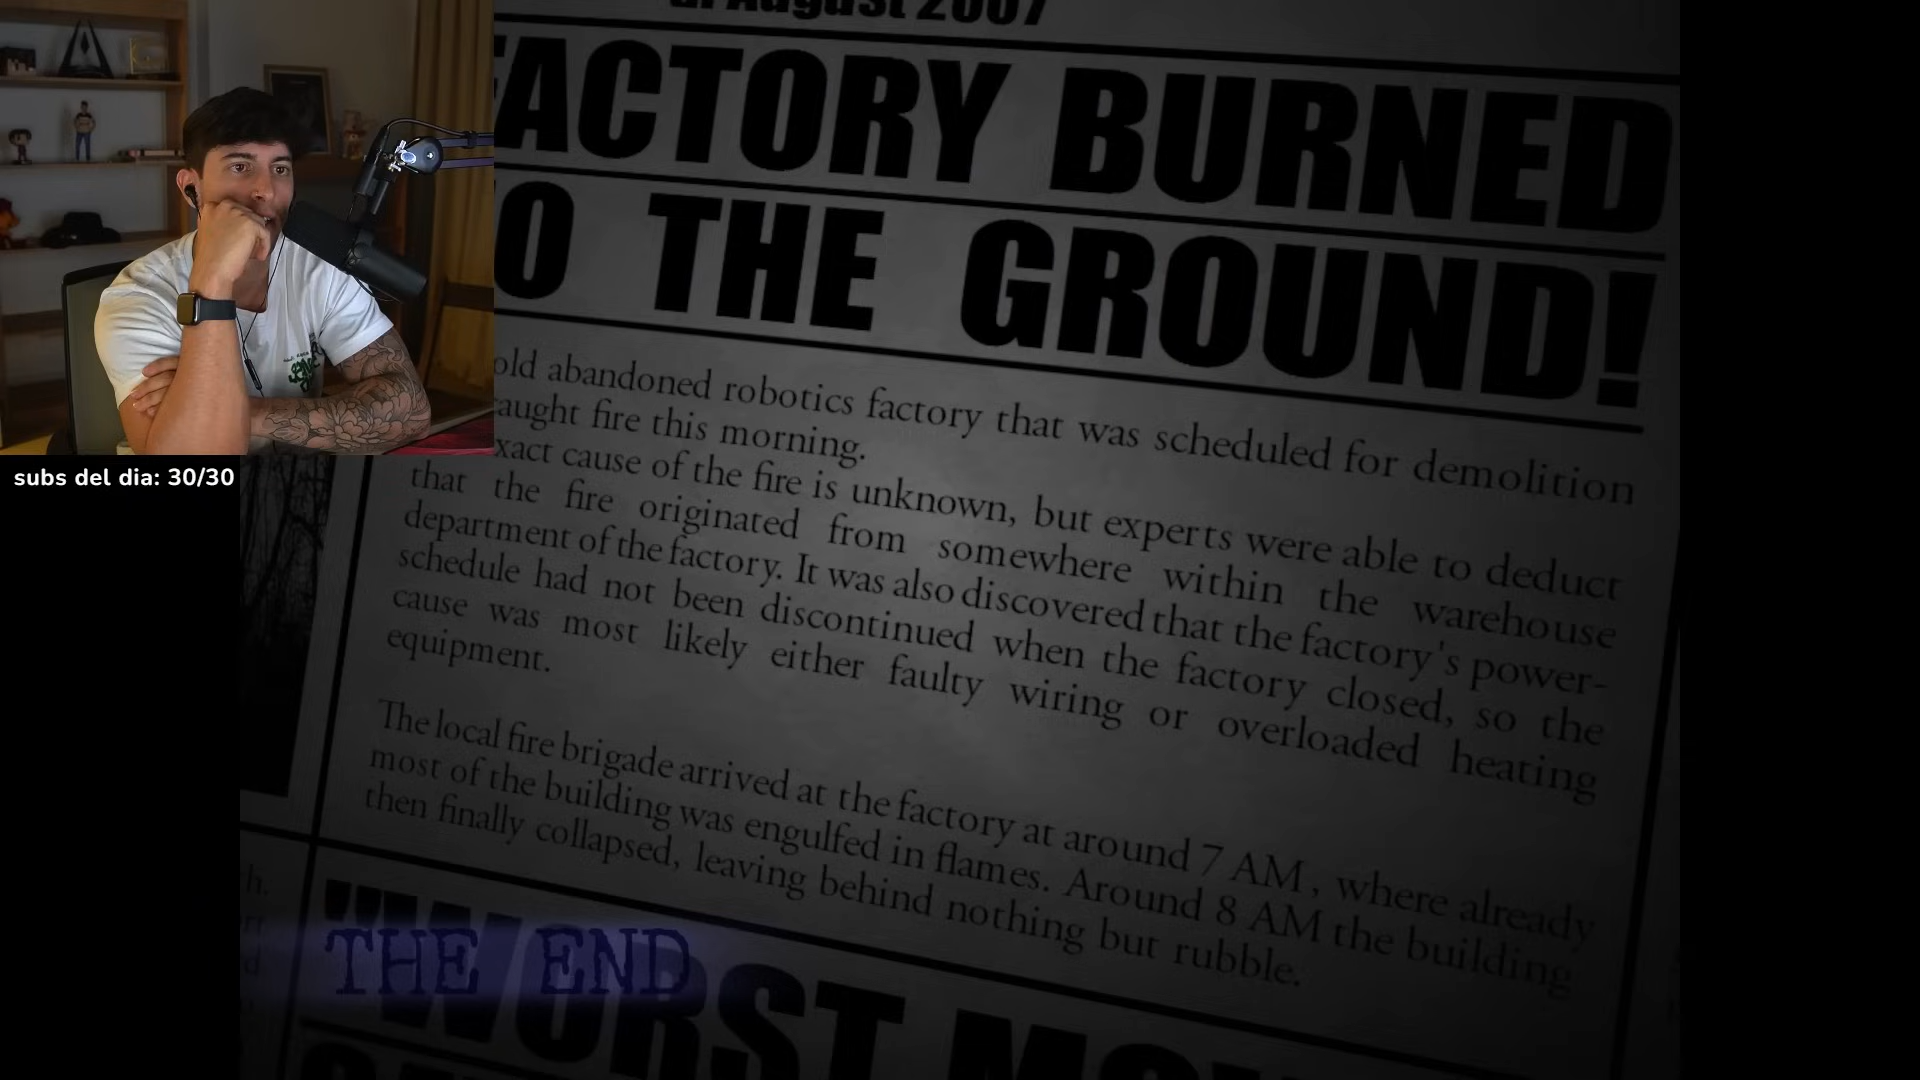 August 2007
FACTORY BURNED
O THE GROUND!
old abandoned robotics factory that was scheduled for demolition
aught fire this morning.
xact cause of the fire is unknown, but experts were able to deduct
that the fire originated from somewhere within the warehouse
department of the factory. It was also discovered that the factory's power-
schedule had not been discontinued when the factory closed, so the
cause was most likely either faulty wiring or overloaded heating
equipment.
The local fire brigade arrived at the factory at around 7 AM, where already
most of the building was engulfed in flames. Around 8 AM the building
then finally collapsed, leaving behind nothing but rubble.
"WORST MOV
THE END
subs del dia: 30/30